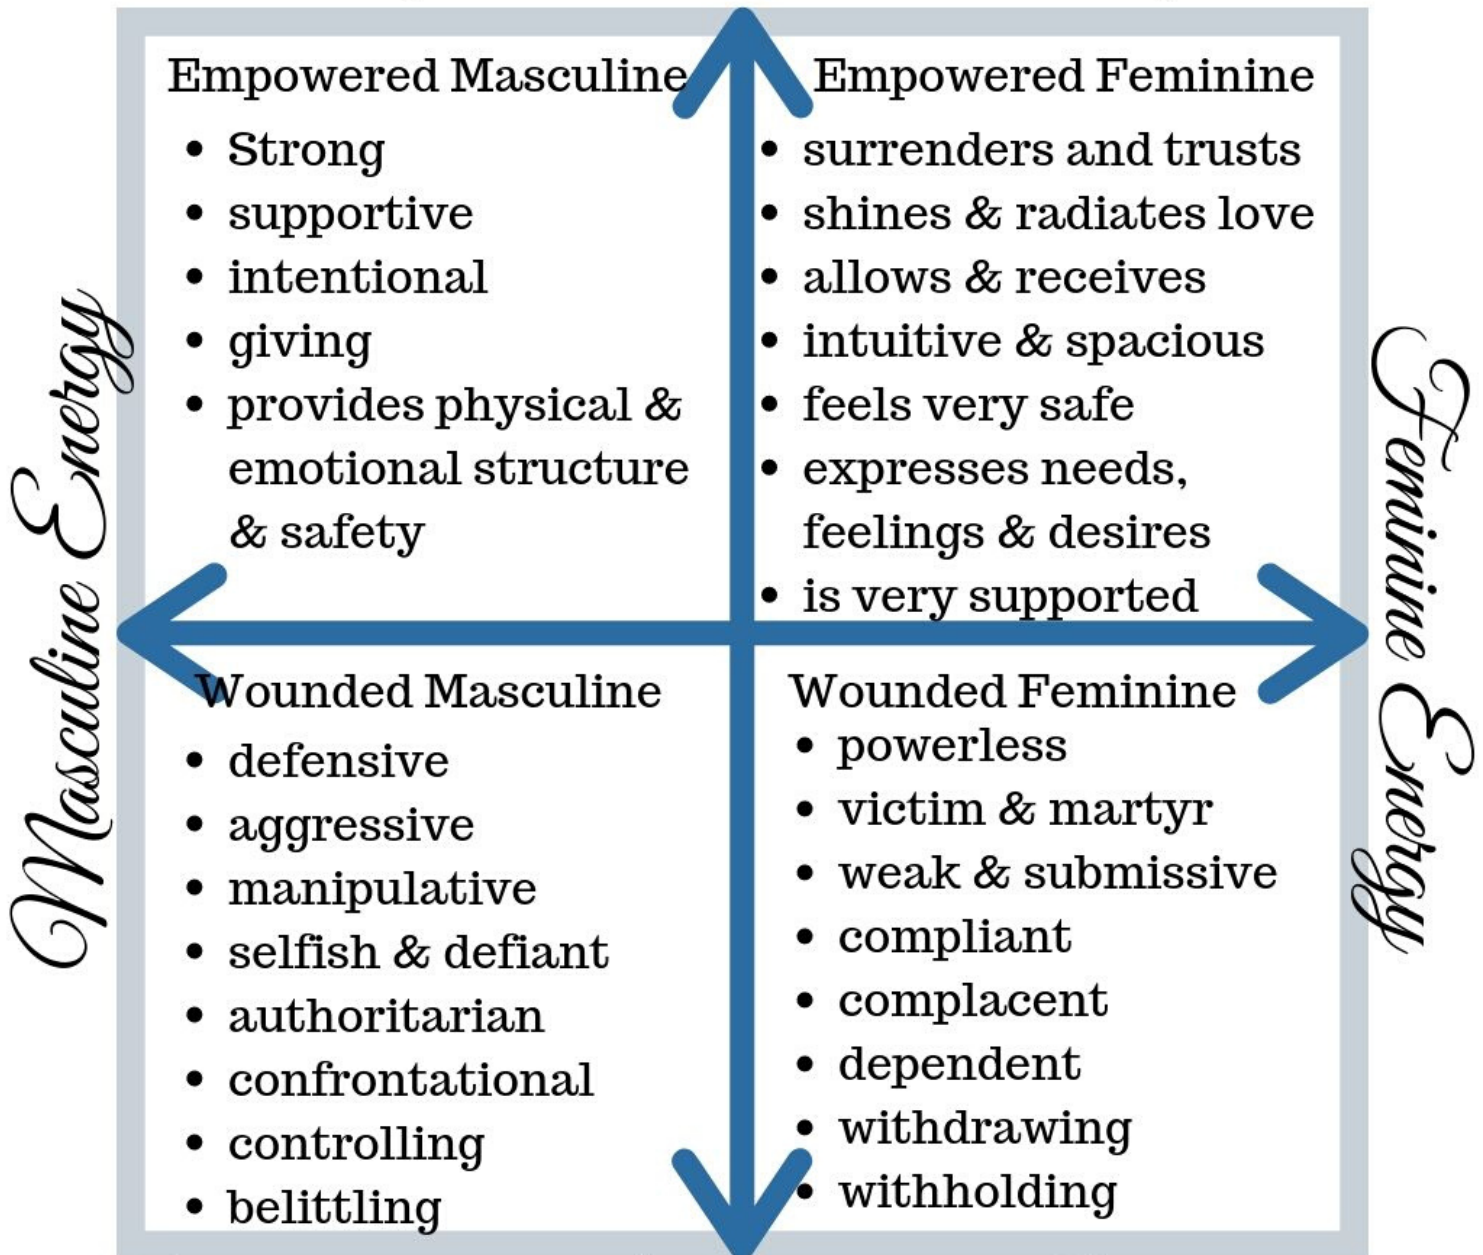 Empowered Masculine
• Strong
• supportive
• intentional
• giving
• provides physical &
emotional structure
& safety
Empowered Feminine
• surrenders and trusts
• shines & radiates love
• allows & receives
• intuitive & spacious
• feels very safe
• expresses needs,
feelings & desires
• is very supported
Masculine Energy
Feminine Energy
Wounded Masculine
• defensive
• aggressive
• manipulative
• selfish & defiant
• authoritarian
• confrontational
• controlling
• belittling
Wounded Feminine
• powerless
• victim & martyr
• weak & submissive
• compliant
• complacent
• dependent
• withdrawing
• withholding